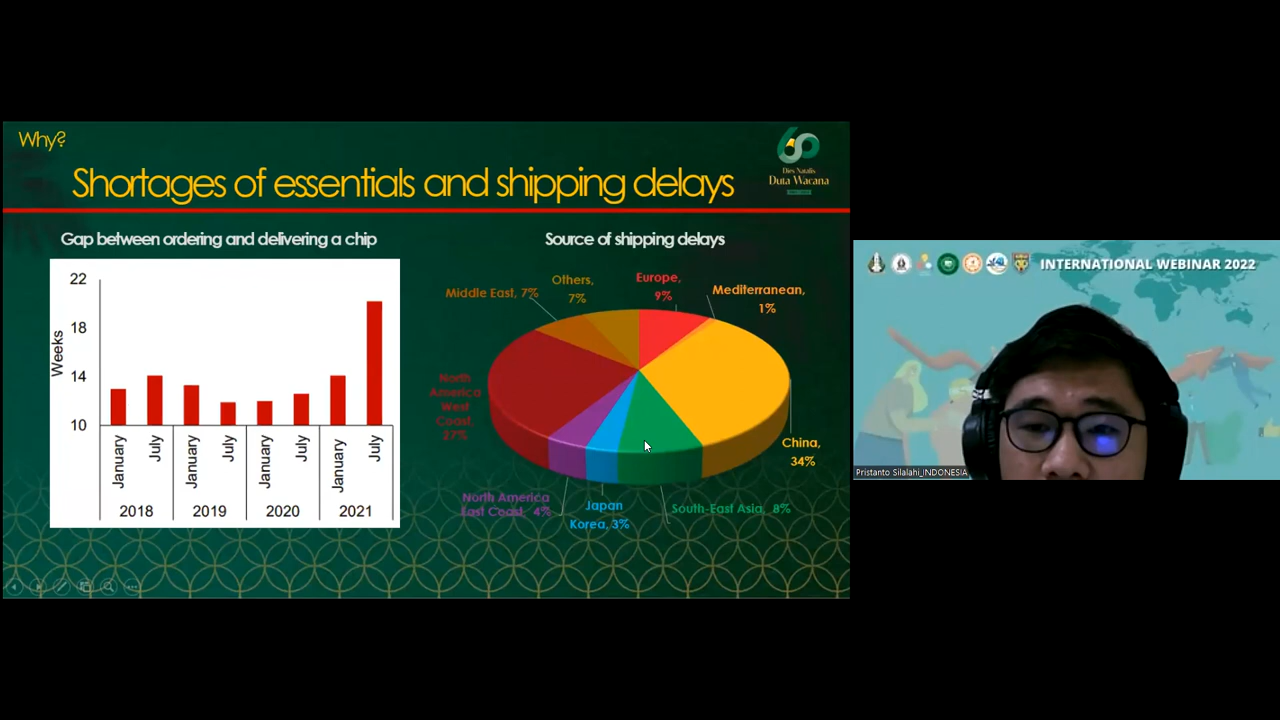 Why?
Dies Natalis
Duta Wacana
Shortages of essentials and shipping delays
Gap between ordering and delivering a chip
22
18
14
10
Weeks
January
July
January
July
January
July
January
July
2018
2019
2020
2021
Source of shipping delays
Others,
7%
Europe,
9%
Middle East, 7%
Mediterranean,
1%
North
America
West
Coast,
27%
China,
34%
North America
East Coast, 4%
Japan
Korea, 3%
South-East Asia, 8%
INTERNATIONAL WEBINAR 2022
Pristanto Silalahi_INDONESIA